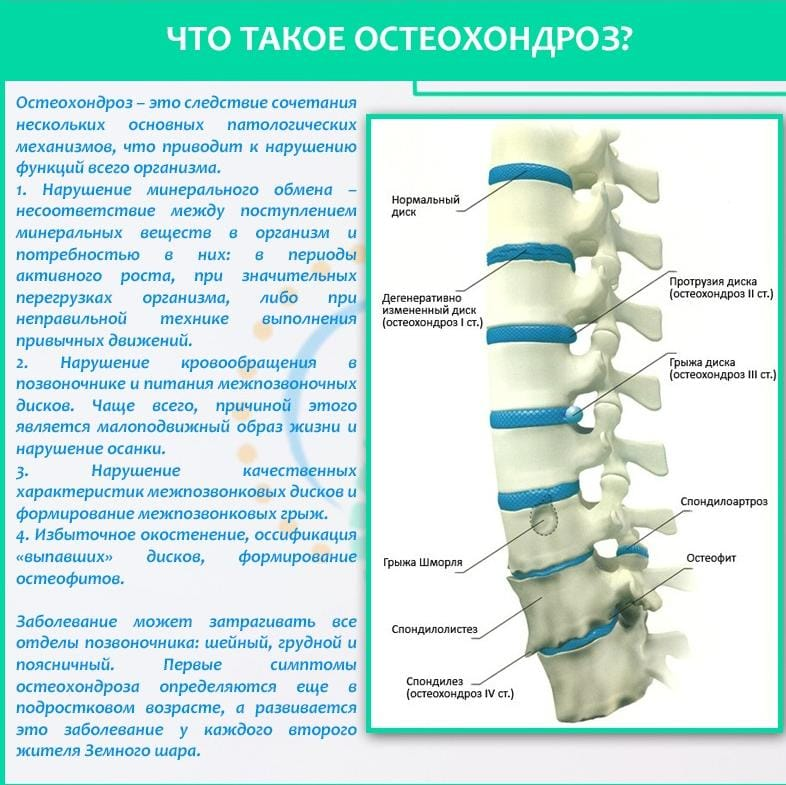 ЧТО ТАКОЕ ОСТЕОХОНДРОЗ?
Остеохондроз – это следствие сочетания
нескольких основных патологических
механизмов, что приводит к нарушению
функций всего организма.
1. Нарушение минерального обмена –
несоответствие между поступлением
минеральных веществ в организм и
потребностью в них: в периоды
активного роста, при значительных
перегрузках организма, либо при
неправильной технике выполнения
привычных движений.
2. Нарушение кровообращения в
позвоночнике и питания межпозвоночных
дисков. Чаще всего, причиной этого
является малоподвижный образ жизни и
нарушение осанки.
3. Нарушение качественных
характеристик межпозвонковых дисков и
формирование межпозвонковых грыж.
4. Избыточное окостенение, оссификация
«выпавших» дисков, формирование
остеофитов.
Заболевание может затрагивать все
отделы позвоночника: шейный, грудной и
поясничный. Первые симптомы
остеохондроза определяются еще в
подростковом возрасте, а развивается
это заболевание у каждого второго
жителя Земного шара.
Нормальный
диск
Дегенеративно
измененный диск
(остеохондроз I ст.)
Протрузия диска
(остеохондроз II ст.)
Грыжа диска
(остеохондроз III ст.)
Спондилоартроз
Грыжа Шморля
Остеофит
Спондилолистез
Спондилез
(остеохондроз IV ст.)